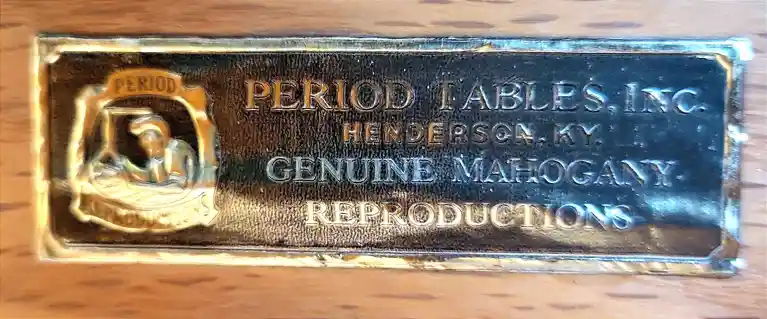 PERIOD
PERIOD TABLES, INC.
HENDERSON, KY.
GENUINE MAHOGANY
REPRODUCTIONS